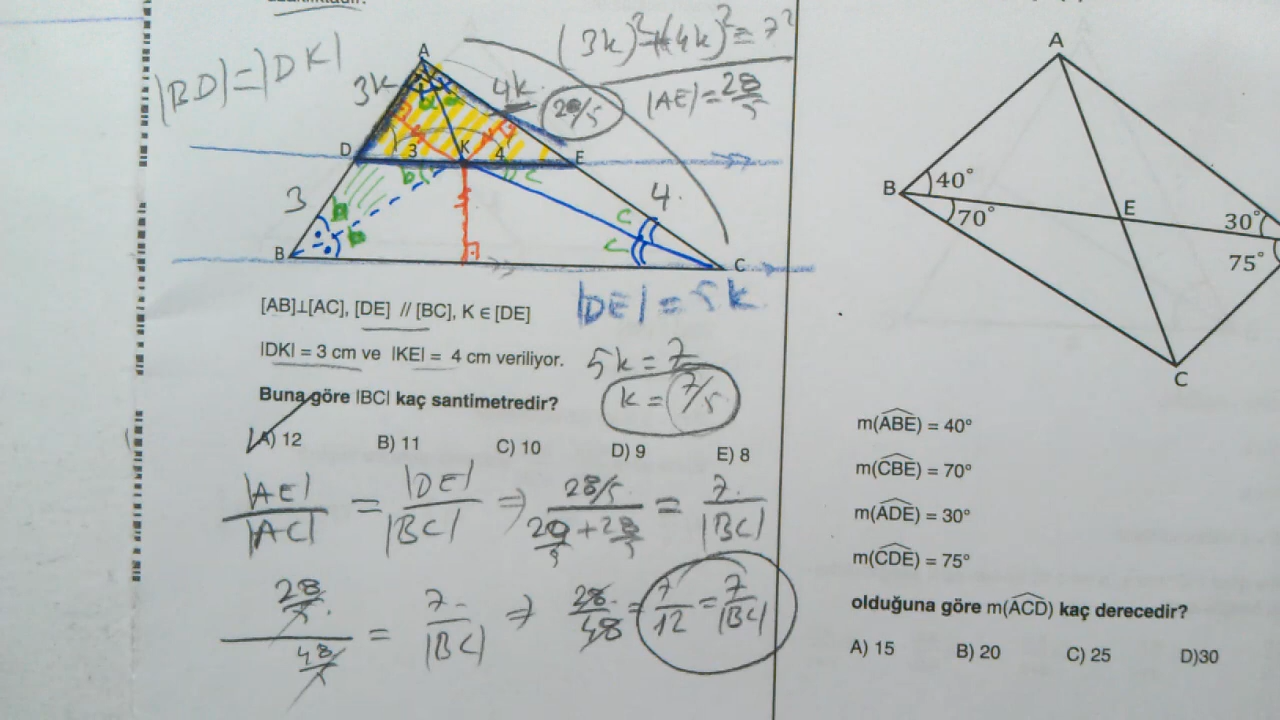 |BD|=|DK|
(3k)²+(4k)²=7²
|AE|=28/5
A
3k
4k
28/5
D
3
K
4
E
b
c
3
4
b
b
c
c
B
C
|DE| = 5k
[AB]⊥[AC], [DE] // [BC], K ∈ [DE]
|DK| = 3 cm ve |KE| = 4 cm veriliyor.
5k = 7
k = 7/5
Buna göre |BC| kaç santimetredir?
A) 12 B) 11 C) 10 D) 9 E) 8
|AE|/|AC| = |DE|/|BC| ⇒ (28/5)/(20/5+28/5) = 7/|BC|
(28/5)/(48/5) = 7/|BC| ⇒ 28/48 = 7/12 = 7/|BC|
A
B
40°
70°
E
30°
75°
C
m(ABE) = 40°
m(CBE) = 70°
m(ADE) = 30°
m(CDE) = 75°
olduğuna göre m(ACD) kaç derecedir?
A) 15 B) 20 C) 25 D)30